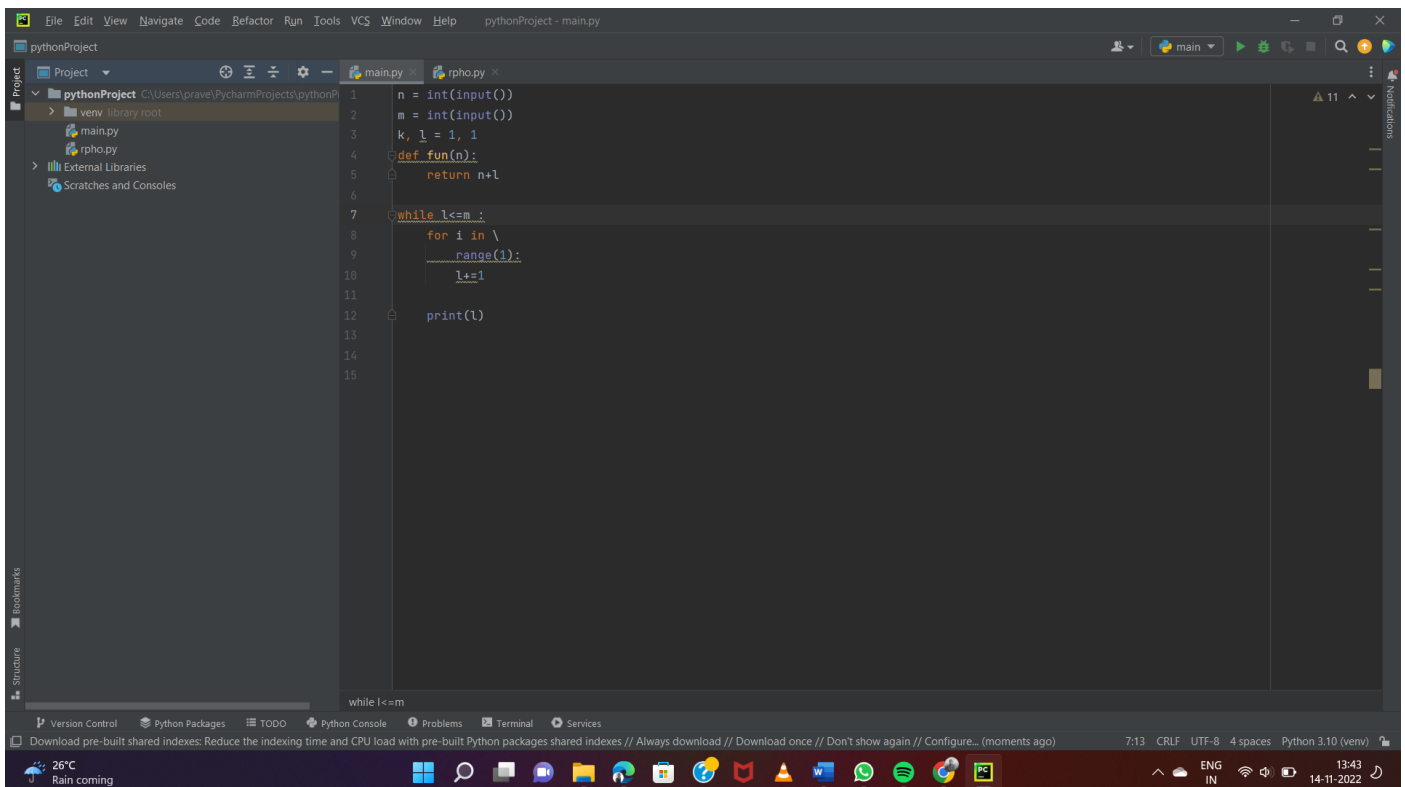 File Edit View Navigate Code Refactor Run Tools VCS Window Help pythonProject - main.py
pythonProject
main
Project
main.py
rpho.py
pythonProject C:\Users\prave\PycharmProjects\pythonPr
venv library root
main.py
rpho.py
External Libraries
Scratches and Consoles
1 n = int(input())
2 m = int(input())
3 k, l = 1, 1
4 def fun(n):
5     return n+l
6
7 while l<=m :
8     for i in \
9         range(1):
10         l+=1
11
12     print(l)
13
14
15
11
Project
Notifications
Bookmarks
Structure
while l<=m
Version Control Python Packages TODO Python Console Problems Terminal Services
Download pre-built shared indexes: Reduce the indexing time and CPU load with pre-built Python packages shared indexes // Always download // Download once // Don't show again // Configure... (moments ago) 7:13 CRLF UTF-8 4 spaces Python 3.10 (venv)
26°C
Rain coming
ENG
IN
13:43
14-11-2022